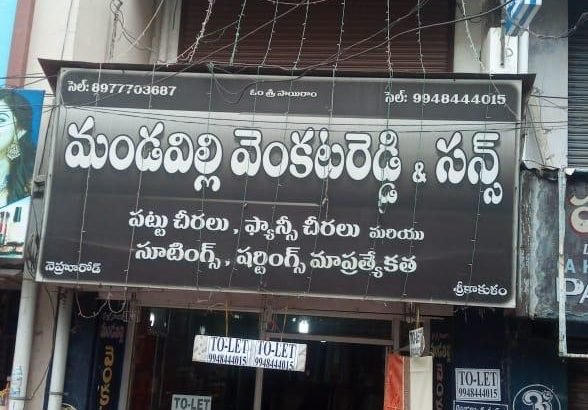 సెల్: 8977703687 ఓం శ్రీ సాయిరాం సెల్: 9948444015
మండవిల్లి వెంకటరెడ్డి & సన్స్
పట్టు చీరలు, ఫ్యాన్సీ చీరలు మరియు
సూటింగ్స్, షర్టింగ్స్ మాప్రత్యేకత
నెహ్రూరోడ్ శ్రీకాకుళం
TO-LET TO-LET
9948444015 9948444015
TO-LET
9948444015
TO-LET